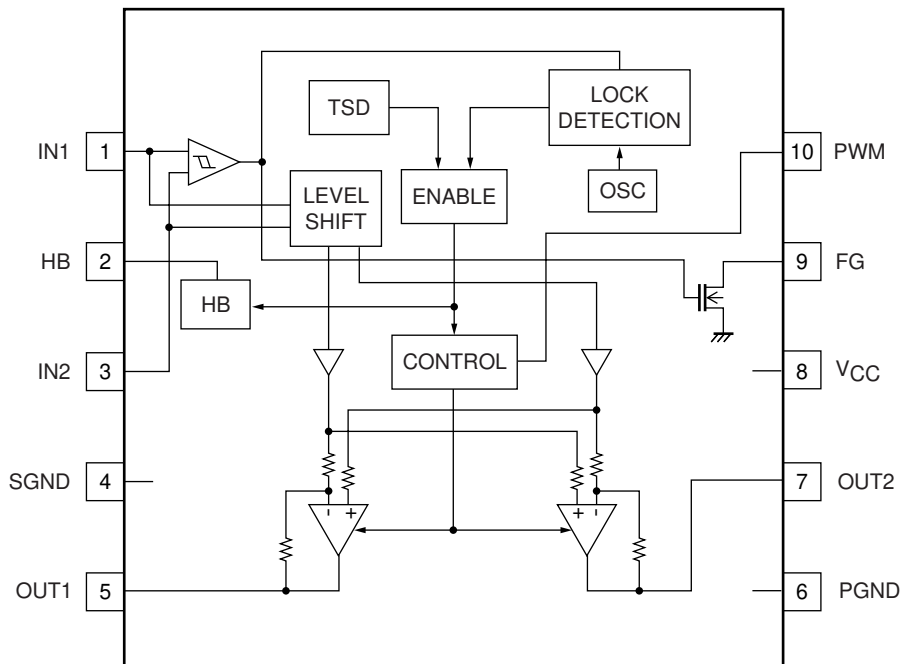 LOCK
DETECTION
TSD
IN1
1
10
PWM
OSC
LEVEL
SHIFT
ENABLE
HB
2
9
FG
HB
IN2
3
CONTROL
8
VCC
SGND
4
7
OUT2
- +
+ -
OUT1
5
6
PGND